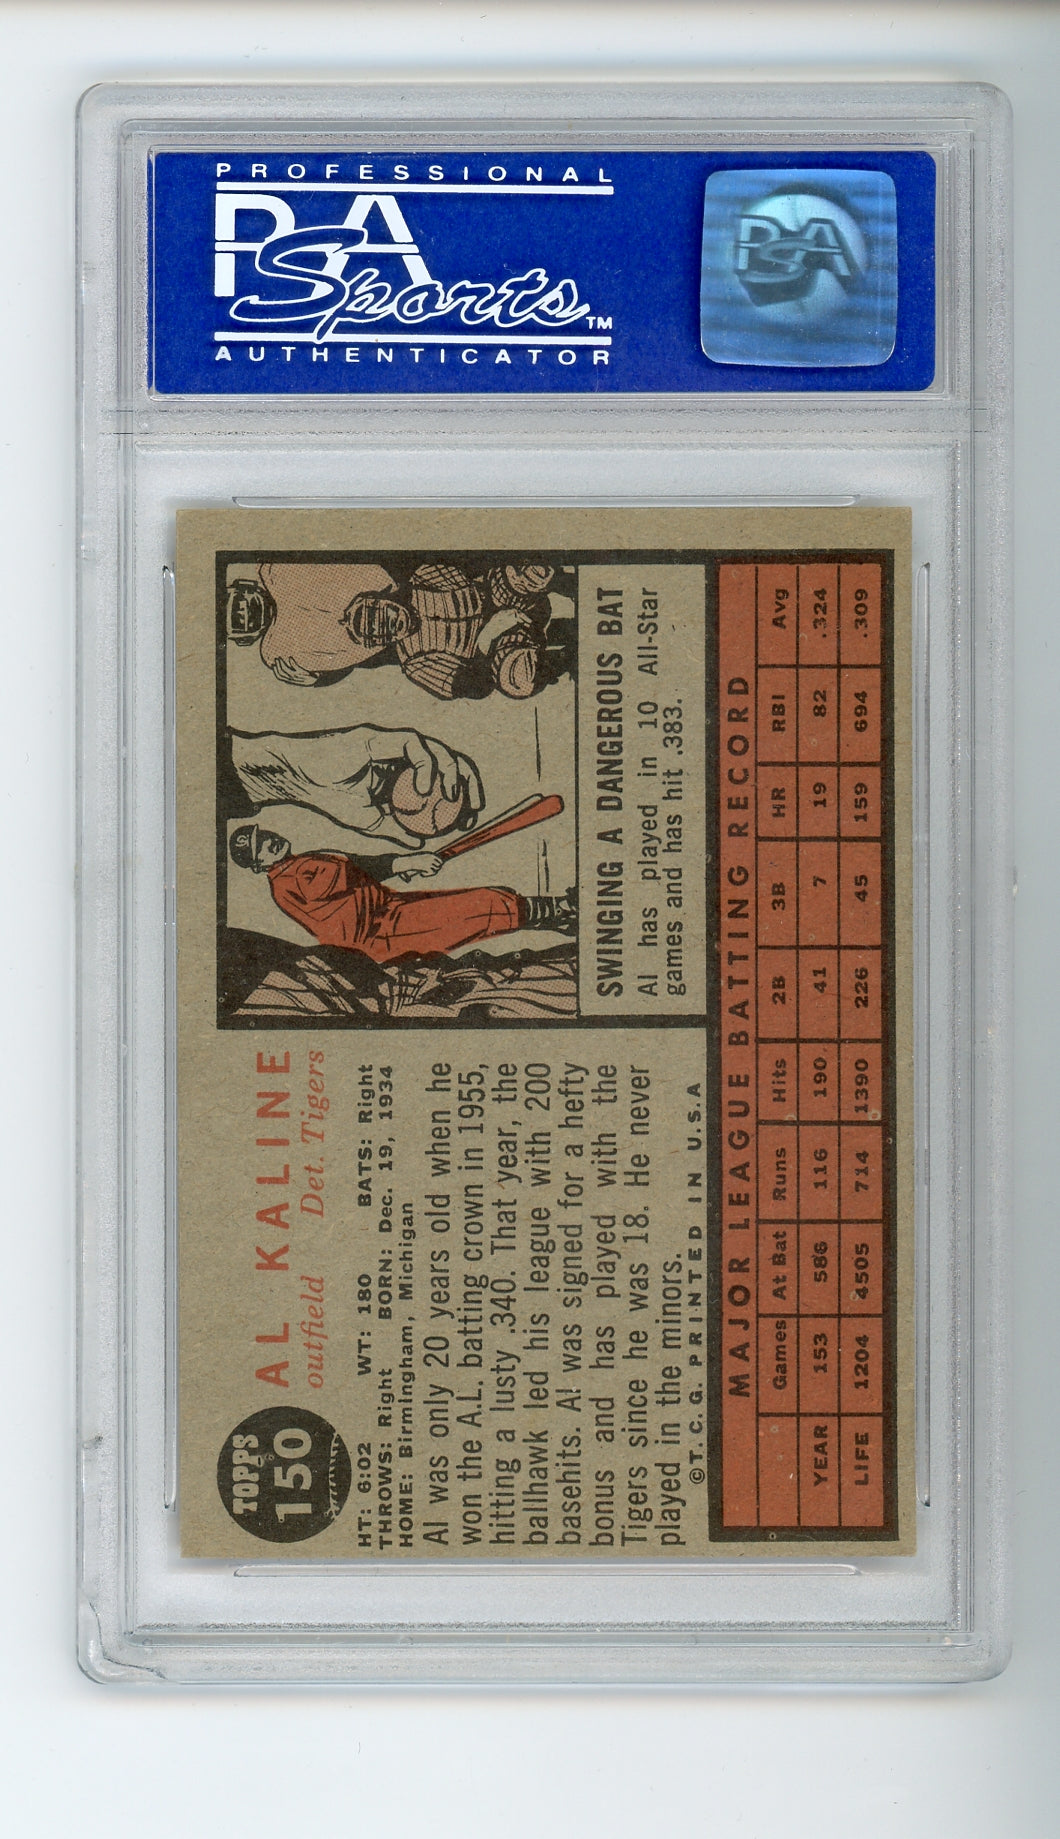 PROFESSIONAL
PSA
Sports™
AUTHENTICATOR
PSA
TOPPS
150
AL KALINE
outfield Det. Tigers
HT: 6:02 WT: 180 BATS: Right
THROWS: Right BORN: Dec. 19, 1934
HOME: Birmingham, Michigan
Al was only 20 years old when he
won the A.L. batting crown in 1955,
hitting a lusty .340. That year, the
ballhawk led his league with 200
basehits. Al was signed for a hefty
bonus and has played with the
Tigers since he was 18. He never
played in the minors.
©T.C.G. PRINTED IN U.S.A
SWINGING A DANGEROUS BAT
Al has played in 10 All-Star
games and has hit .383.
MAJOR LEAGUE BATTING RECORD
Games At Bat Runs Hits 2B 3B HR RBI Avg
YEAR 153 586 116 190 41 7 19 82 .324
LIFE 1204 4505 714 1390 226 45 159 694 .309